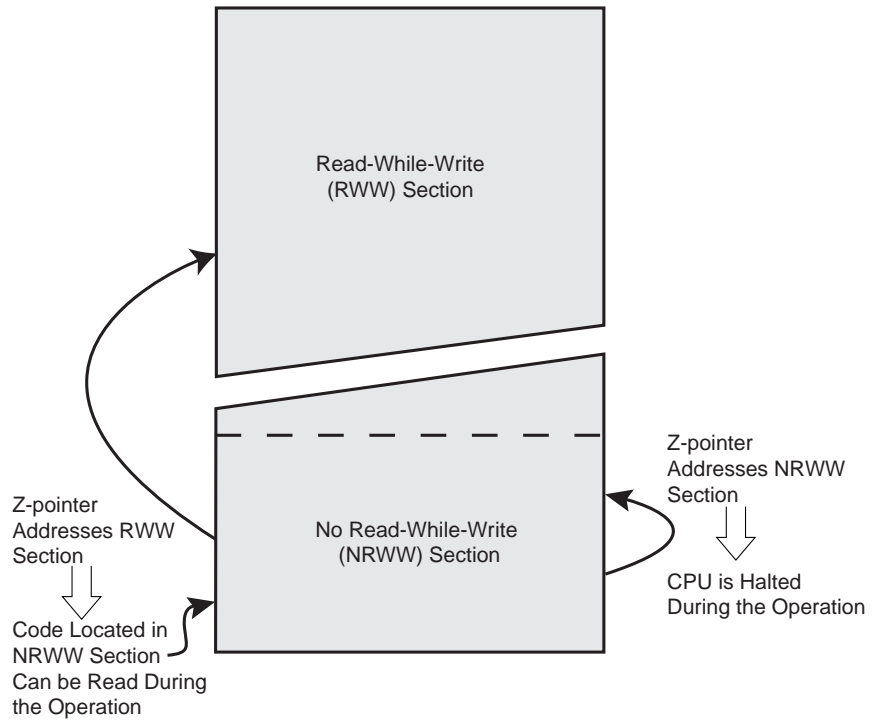 Read-While-Write
(RWW) Section
Z-pointer
Addresses NRWW
Section
CPU is Halted
During the Operation
No Read-While-Write
(NRWW) Section
Z-pointer
Addresses RWW
Section
Code Located in
NRWW Section
Can be Read During
the Operation